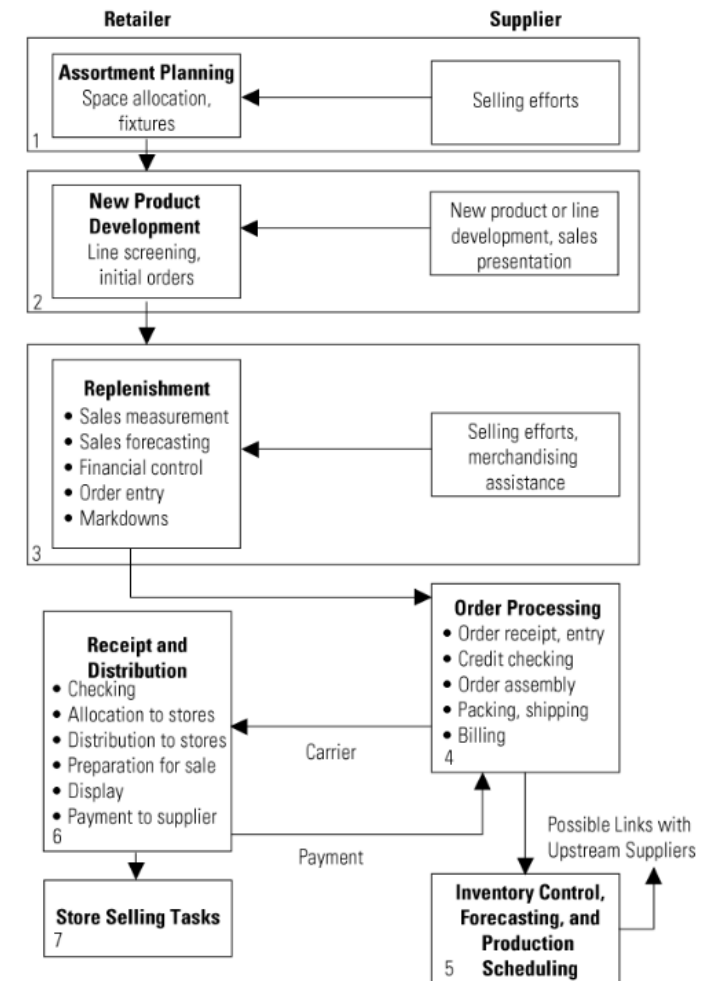 Retailer
Supplier
Assortment Planning
Space allocation,
fixtures
1
Selling efforts
New Product
Development
Line screening,
initial orders
2
New product or line
development, sales
presentation
Replenishment
• Sales measurement
• Sales forecasting
• Financial control
• Order entry
• Markdowns
3
Selling efforts,
merchandising
assistance
Order Processing
• Order receipt, entry
• Credit checking
• Order assembly
• Packing, shipping
• Billing
4
Receipt and
Distribution
• Checking
• Allocation to stores
• Distribution to stores
• Preparation for sale
• Display
• Payment to supplier
6
Carrier
Payment
Possible Links with
Upstream Suppliers
Store Selling Tasks
7
Inventory Control,
Forecasting, and
Production
5 Scheduling